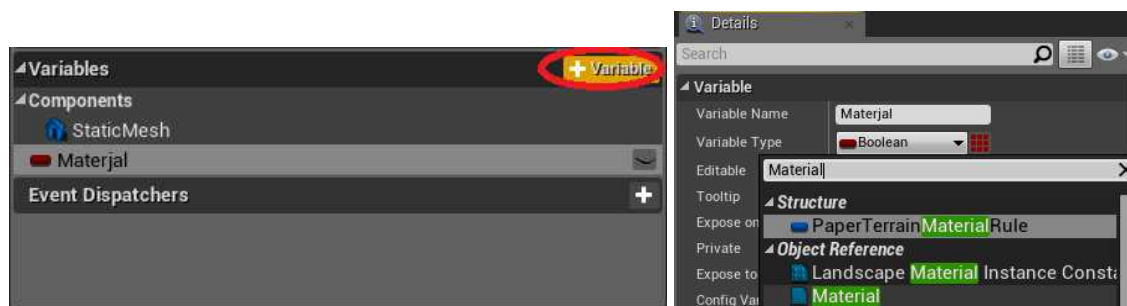 Variables
+ Variable
Components
StaticMesh
Materjal
Event Dispatchers
+
Details
Search
Variable
Variable Name
Materjal
Variable Type
Boolean
Editable
Material
Tooltip
Structure
Expose on
PaperTerrainMaterialRule
Private
Object Reference
Expose to
Landscape Material Instance Consta
Config Var
Material